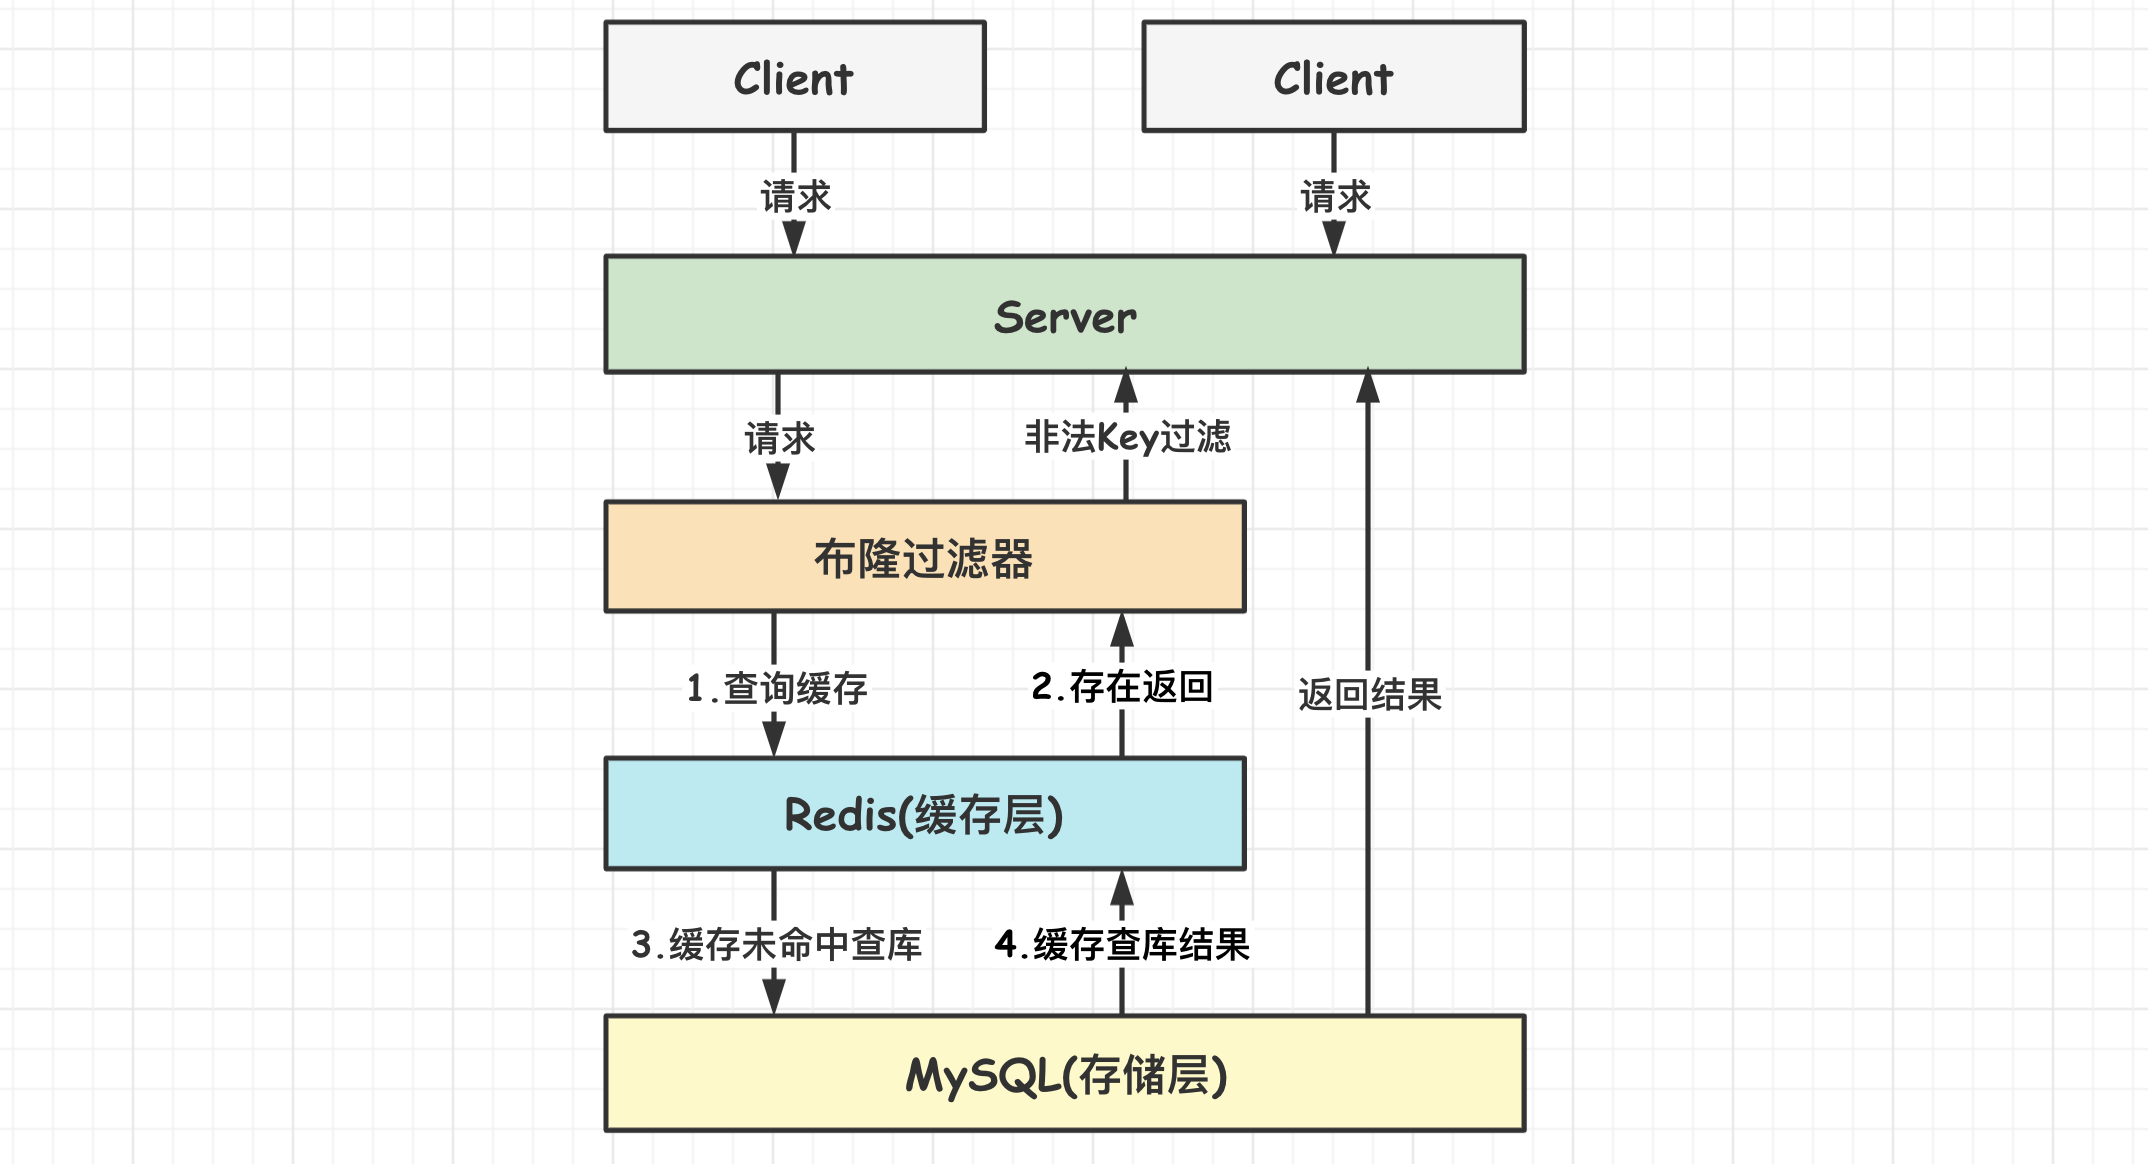 Client
Client
请求
请求
Server
请求
非法Key过滤
布隆过滤器
1.查询缓存
2.存在返回
返回结果
Redis(缓存层)
3.缓存未命中查库
4.缓存查库结果
MySQL(存储层)